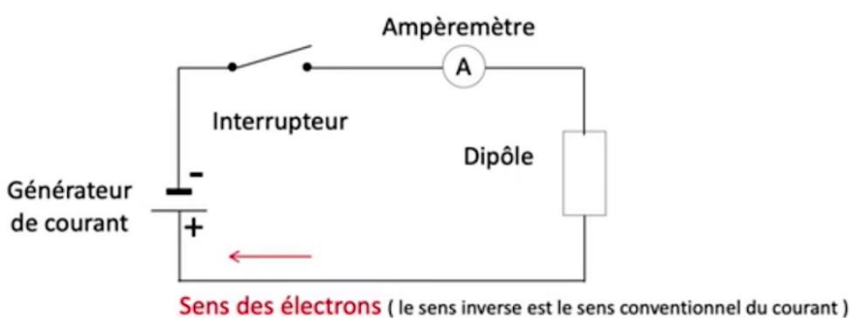 Ampèremètre
A
Interrupteur
Dipôle
-
Générateur
de courant
+
Sens des électrons ( le sens inverse est le sens conventionnel du courant )